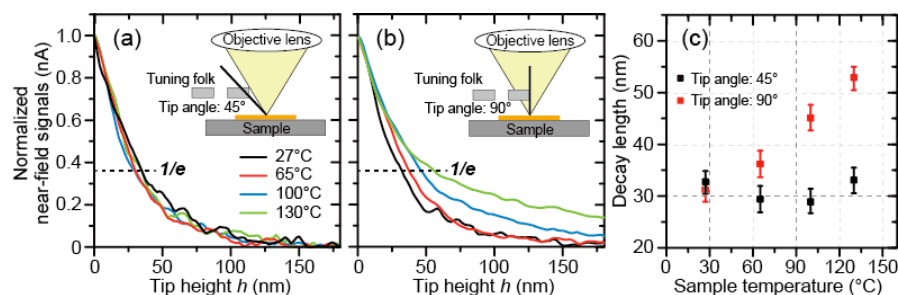 Normalized
near-field signals (nA)
1.0
0.8
0.6
0.4
0.2
0.0
(a)
Objective lens
Tuning folk
Tip angle: 45°
Sample
1/e
27°C
65°C
100°C
130°C
0 50 100 150
Tip height h (nm)
(b)
Objective lens
Tuning folk
Tip angle: 90°
Sample
1/e
0 50 100 150
Tip height h (nm)
(c)
Decay length (nm)
60
50
40
30
20
Tip angle: 45°
Tip angle: 90°
0 30 60 90 120 150
Sample temperature (°C)